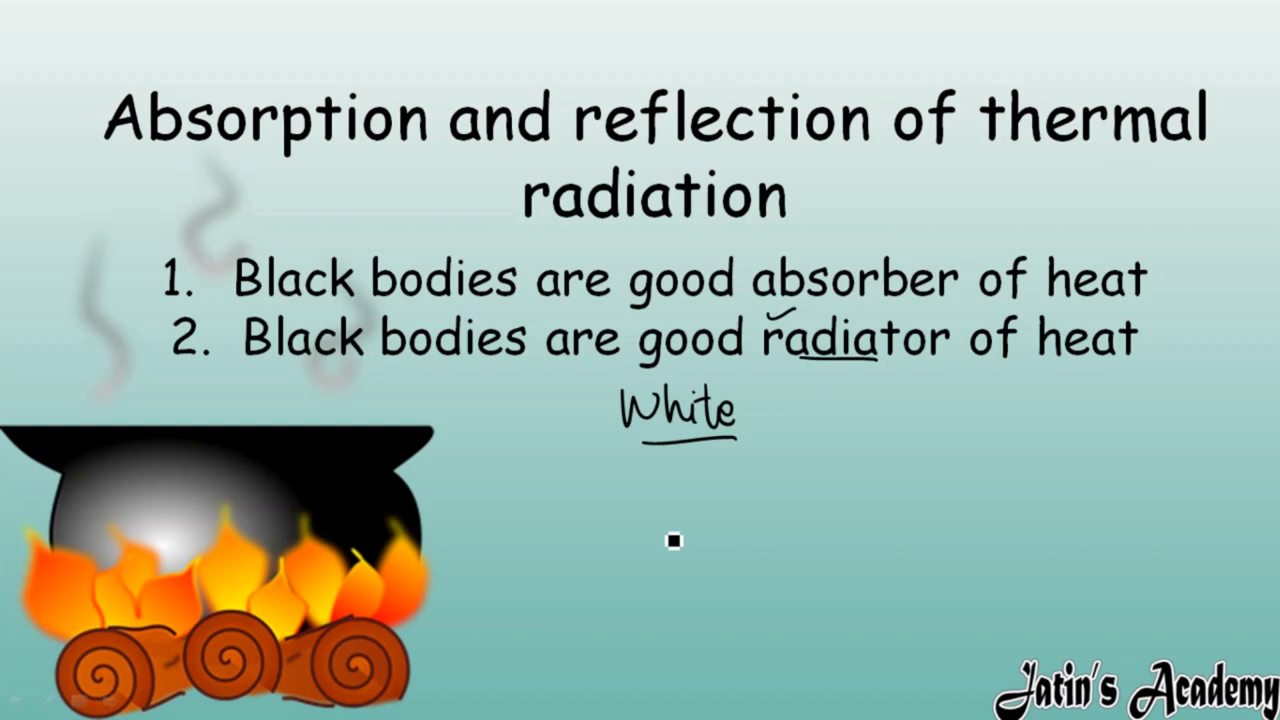 Absorption and reflection of thermal
radiation
1. Black bodies are good absorber of heat
2. Black bodies are good radiator of heat
White
Jatin's Academy